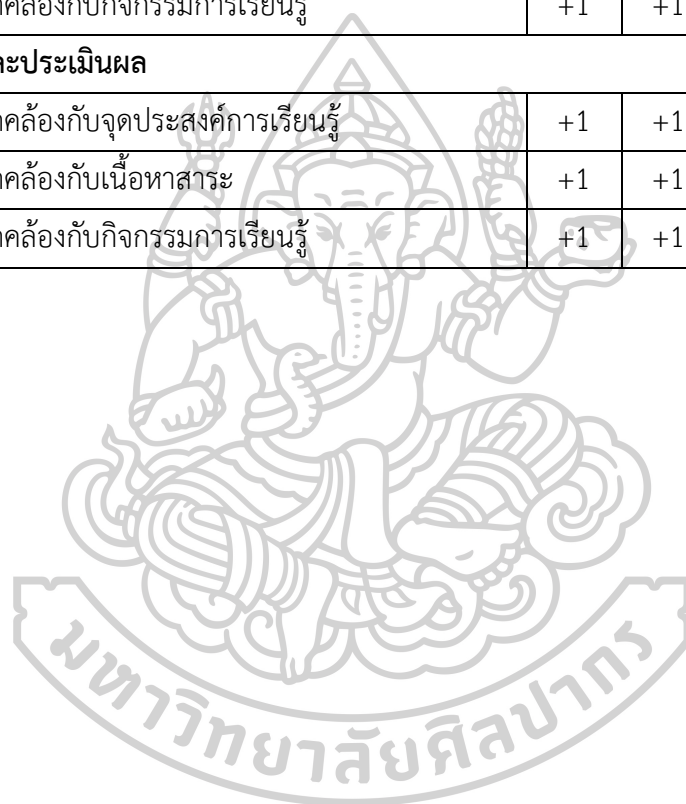 คล้องกับกิจกรรมการเรียนรู้ +1 +1
ะประเมินผล
คล้องกับจุดประสงค์การเรียนรู้ +1 +1
คล้องกับเนื้อหาสาระ +1 +1
คล้องกับกิจกรรมการเรียนรู้ +1 +1
มหาวิทยาลัยศิลปากร